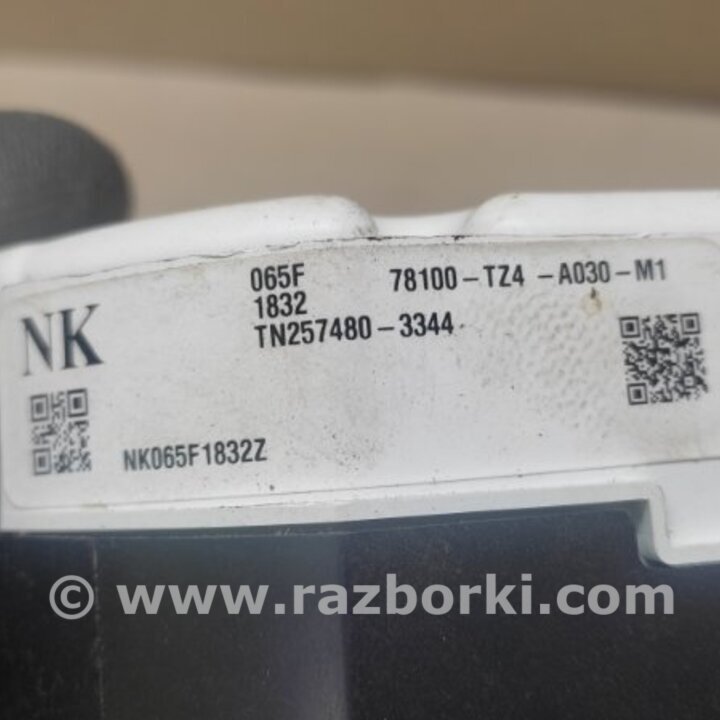 065F 78100-TZ4 -A030-M1
1832
TN257480-3344
NK
NK065F1832Z
© www.razborki.com